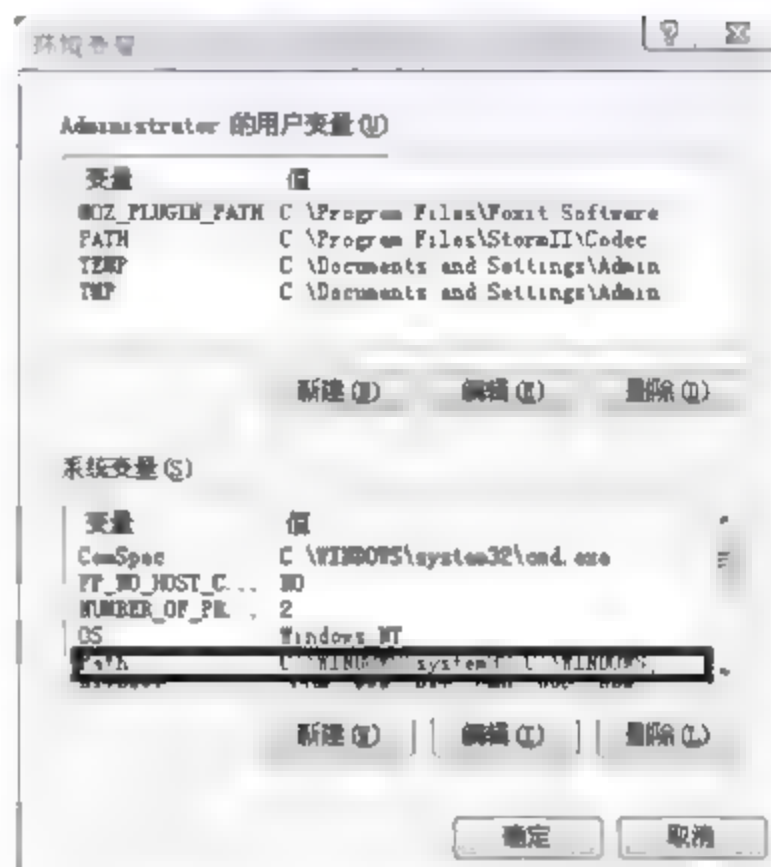 环境变量
Administrator 的用户变量(U)
变量 值
MOZ_PLUGIN_PATH C \Program Files\Foxit Software
PATH C \Program Files\StormII\Codec
TEMP C \Documents and Settings\Admin
TMP C \Documents and Settings\Admin
新建(N) 编辑(E) 删除(D)
系统变量(S)
变量 值
ComSpec C \WINDOWS\system32\cmd.exe
FP_NO_HOST_C... NO
NUMBER_OF_PR... 2
OS Windows_NT
Path C \WINDOWS\system32 C \WINDOWS
新建(W) 编辑(I) 删除(L)
确定 取消